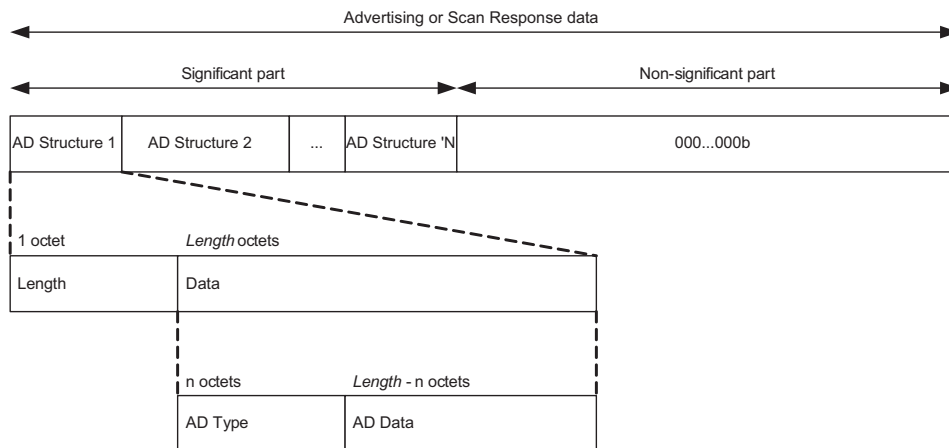 Advertising or Scan Response data
Significant part
Non-significant part
AD Structure 1
AD Structure 2
...
AD Structure 'N
000...000b
1 octet
Length octets
Length
Data
n octets
Length - n octets
AD Type
AD Data